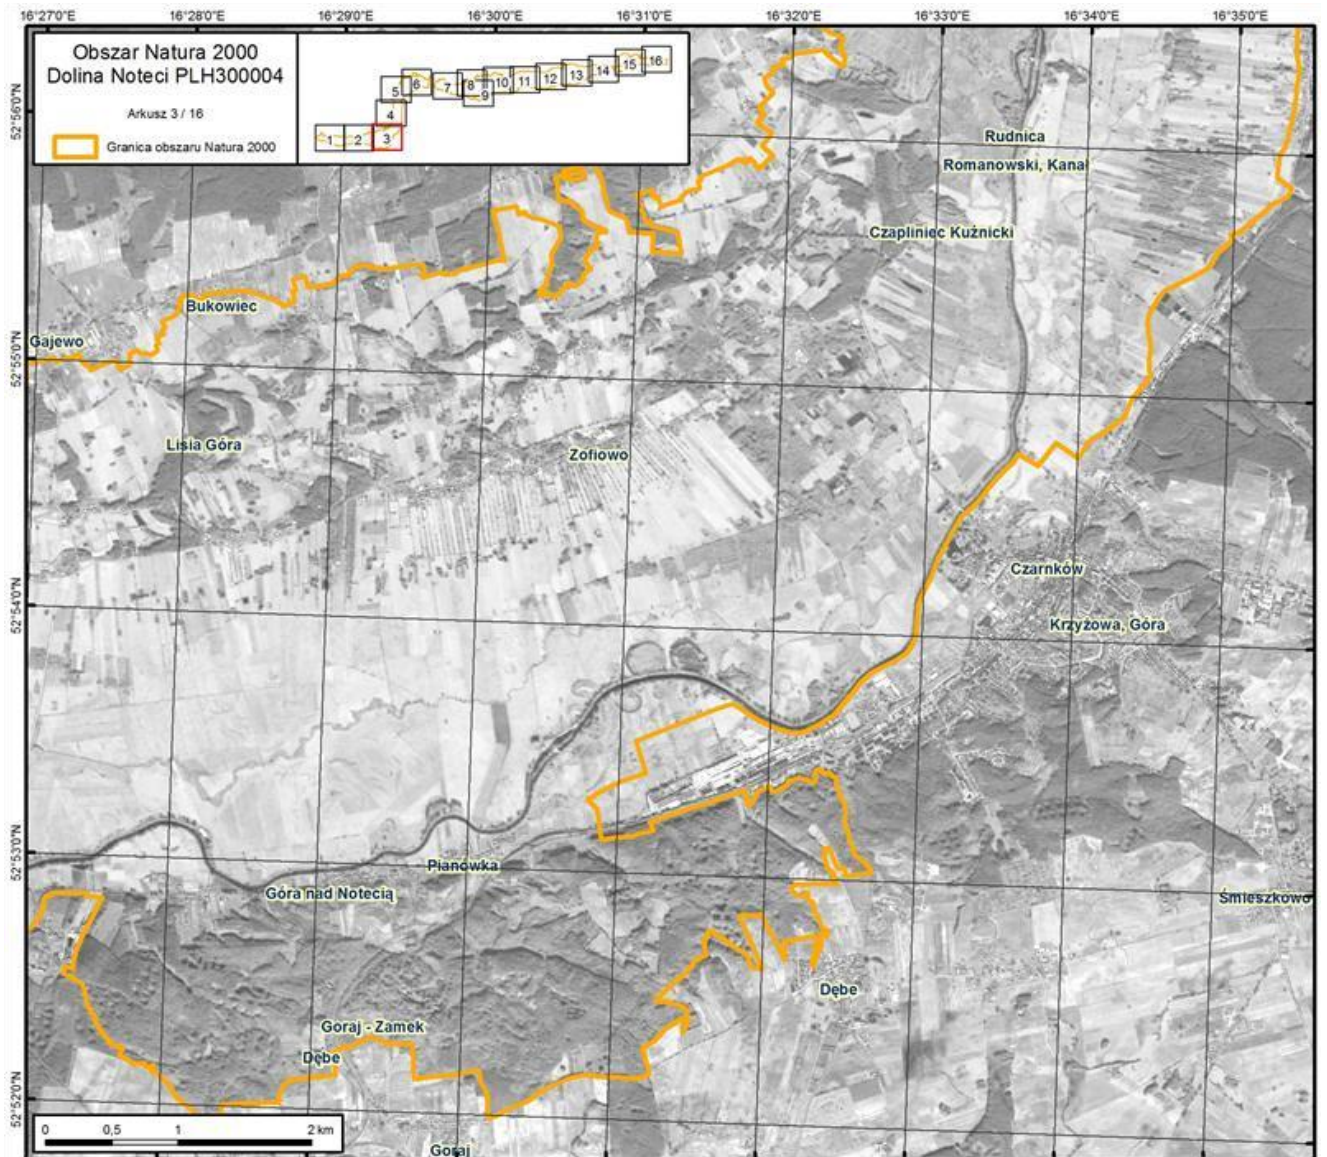 16°27'0"E 16°28'0"E 16°29'0"E 16°30'0"E 16°31'0"E 16°32'0"E 16°33'0"E 16°34'0"E 16°35'0"E
Obszar Natura 2000
Dolina Noteci PLH300004
Arkusz 3 / 16
Granica obszaru Natura 2000
1 2 3 4 5 6 7 8 9 10 11 12 13 14 15 16
52°56'0"N
Rudnica
Romanowski, Kanał
Czapliniec Kuźnicki
Bukowiec
Gajewo
52°55'0"N
Lisia Góra
Zofiowo
Czarnków
52°54'0"N
Krzyżowa, Góra
52°53'0"N
Pianówka
Góra nad Notecią
Śmieszkowo
Dębe
Goraj - Zamek
Dębe
52°52'0"N
0 0,5 1 2 km
Goraj